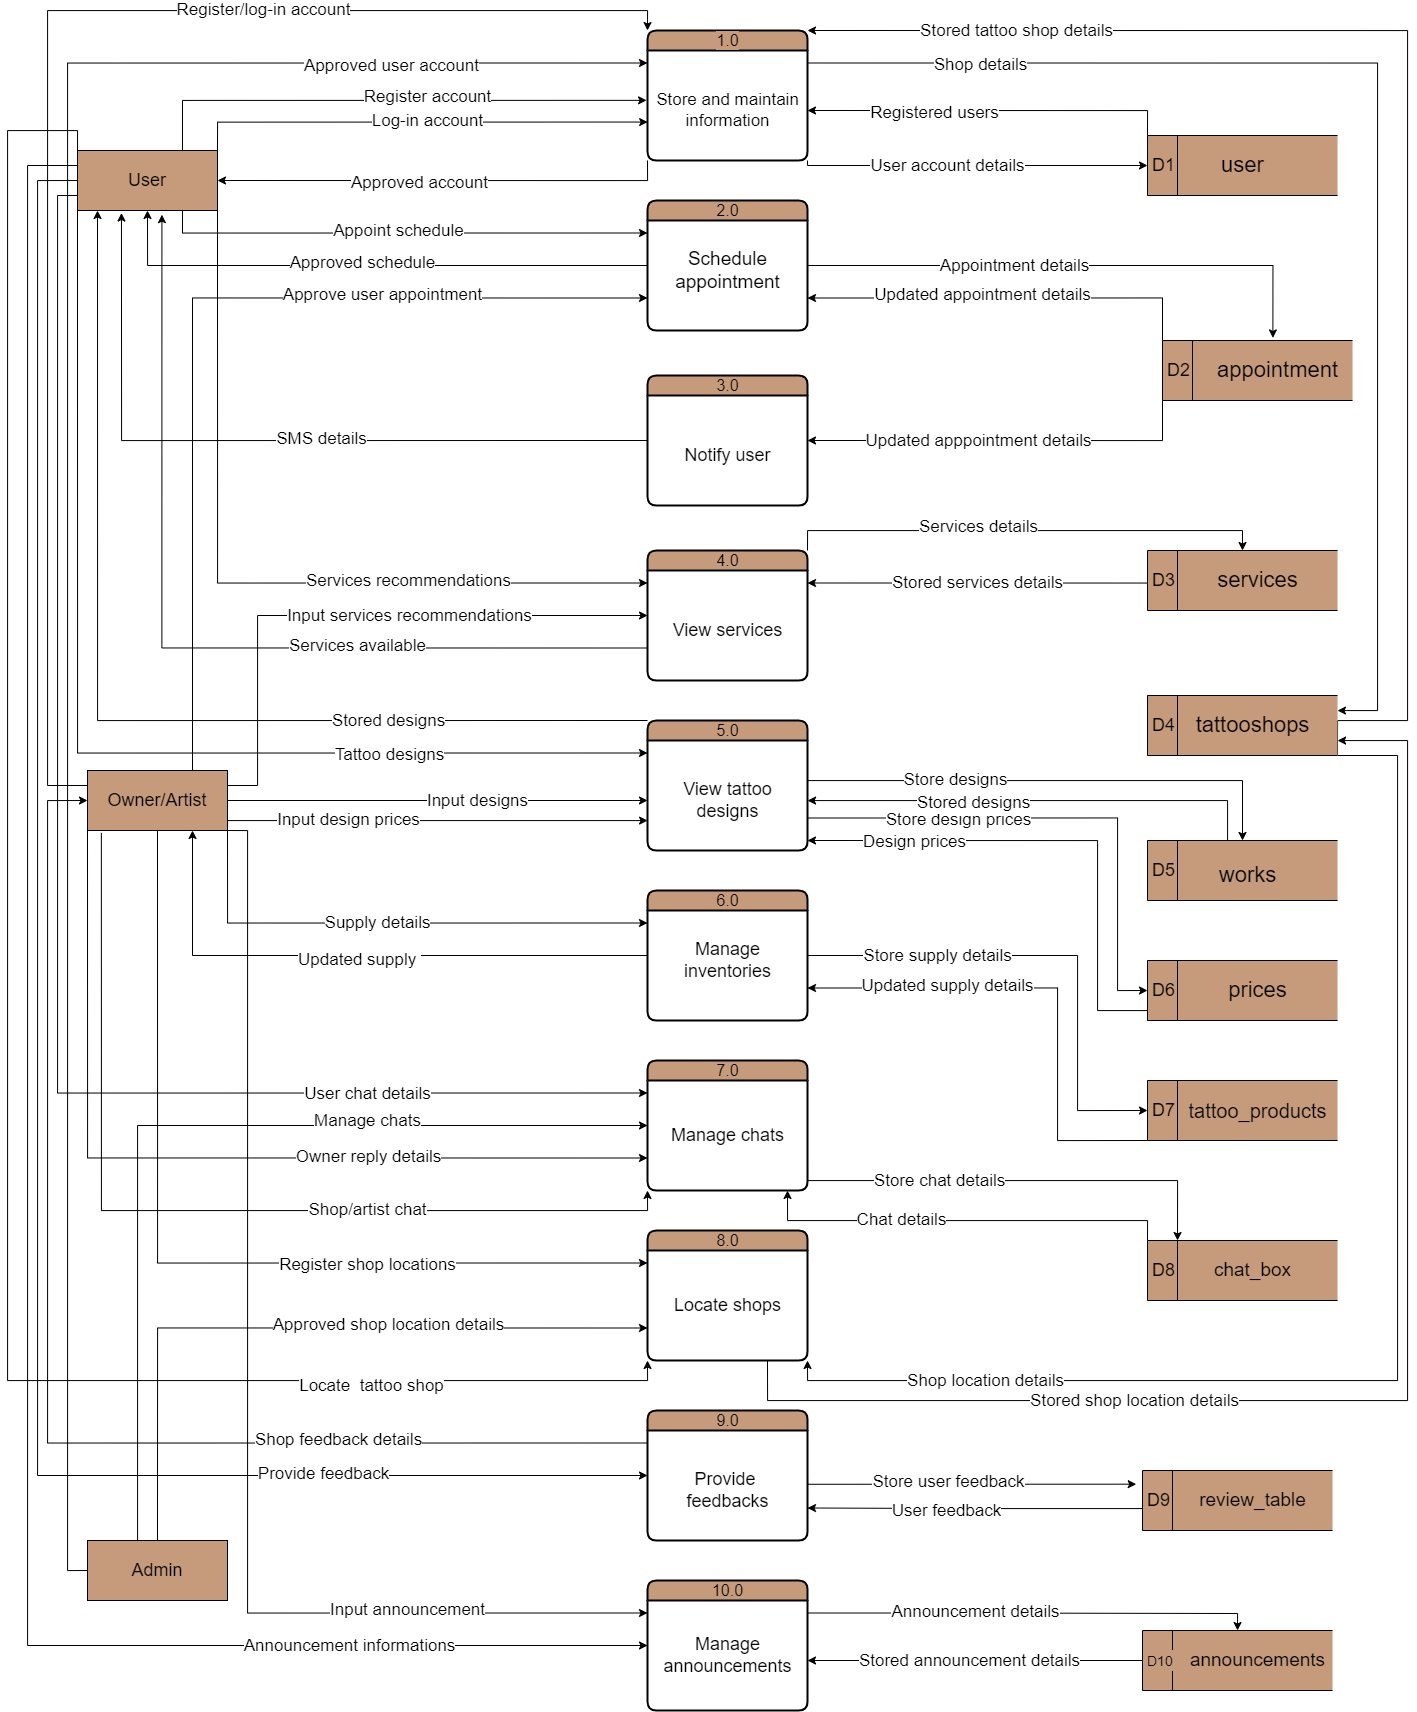 Register/log-in account
1.0
Stored tattoo shop details
Approved user account
Shop details
Register account
Store and maintain
information
Registered users
Log-in account
User account details
D1
user
User
Approved account
2.0
Appoint schedule
Schedule
appointment
Approved schedule
Appointment details
Approve user appointment
Updated appointment details
D2
appointment
3.0
SMS details
Notify user
Updated apppointment details
Services details
4.0
Services recommendations
Stored services details
D3
services
Input services recommendations
View services
Services available
Stored designs
5.0
D4
tattooshops
Tattoo designs
View tattoo
designs
Store designs
Owner/Artist
Input designs
Stored designs
Input design prices
Store design prices
Design prices
D5
works
6.0
Supply details
Manage
inventories
Updated supply
Store supply details
Updated supply details
D6
prices
7.0
User chat details
Manage chats
Manage chats
D7
tattoo_products
Owner reply details
Store chat details
Shop/artist chat
Chat details
8.0
Register shop locations
D8
chat_box
Locate shops
Approved shop location details
Locate  tattoo shop
Shop location details
Stored shop location details
9.0
Shop feedback details
Provide feedback
Provide
feedbacks
Store user feedback
User feedback
D9
review_table
Admin
10.0
Input announcement
Announcement details
Announcement informations
Manage
announcements
Stored announcement details
D10
announcements